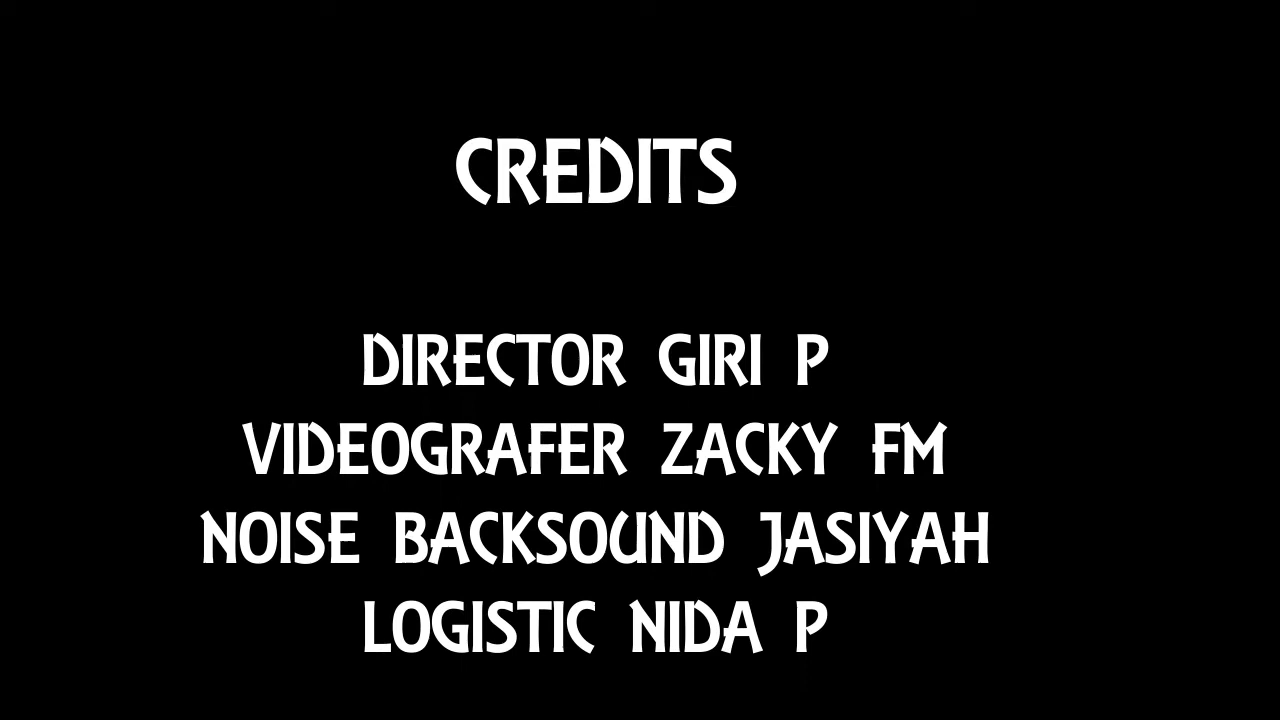 CREDITS
DIRECTOR GIRI P
VIDEOGRAFER ZACKY FM
NOISE BACKSOUND JASIYAH
LOGISTIC NIDA P